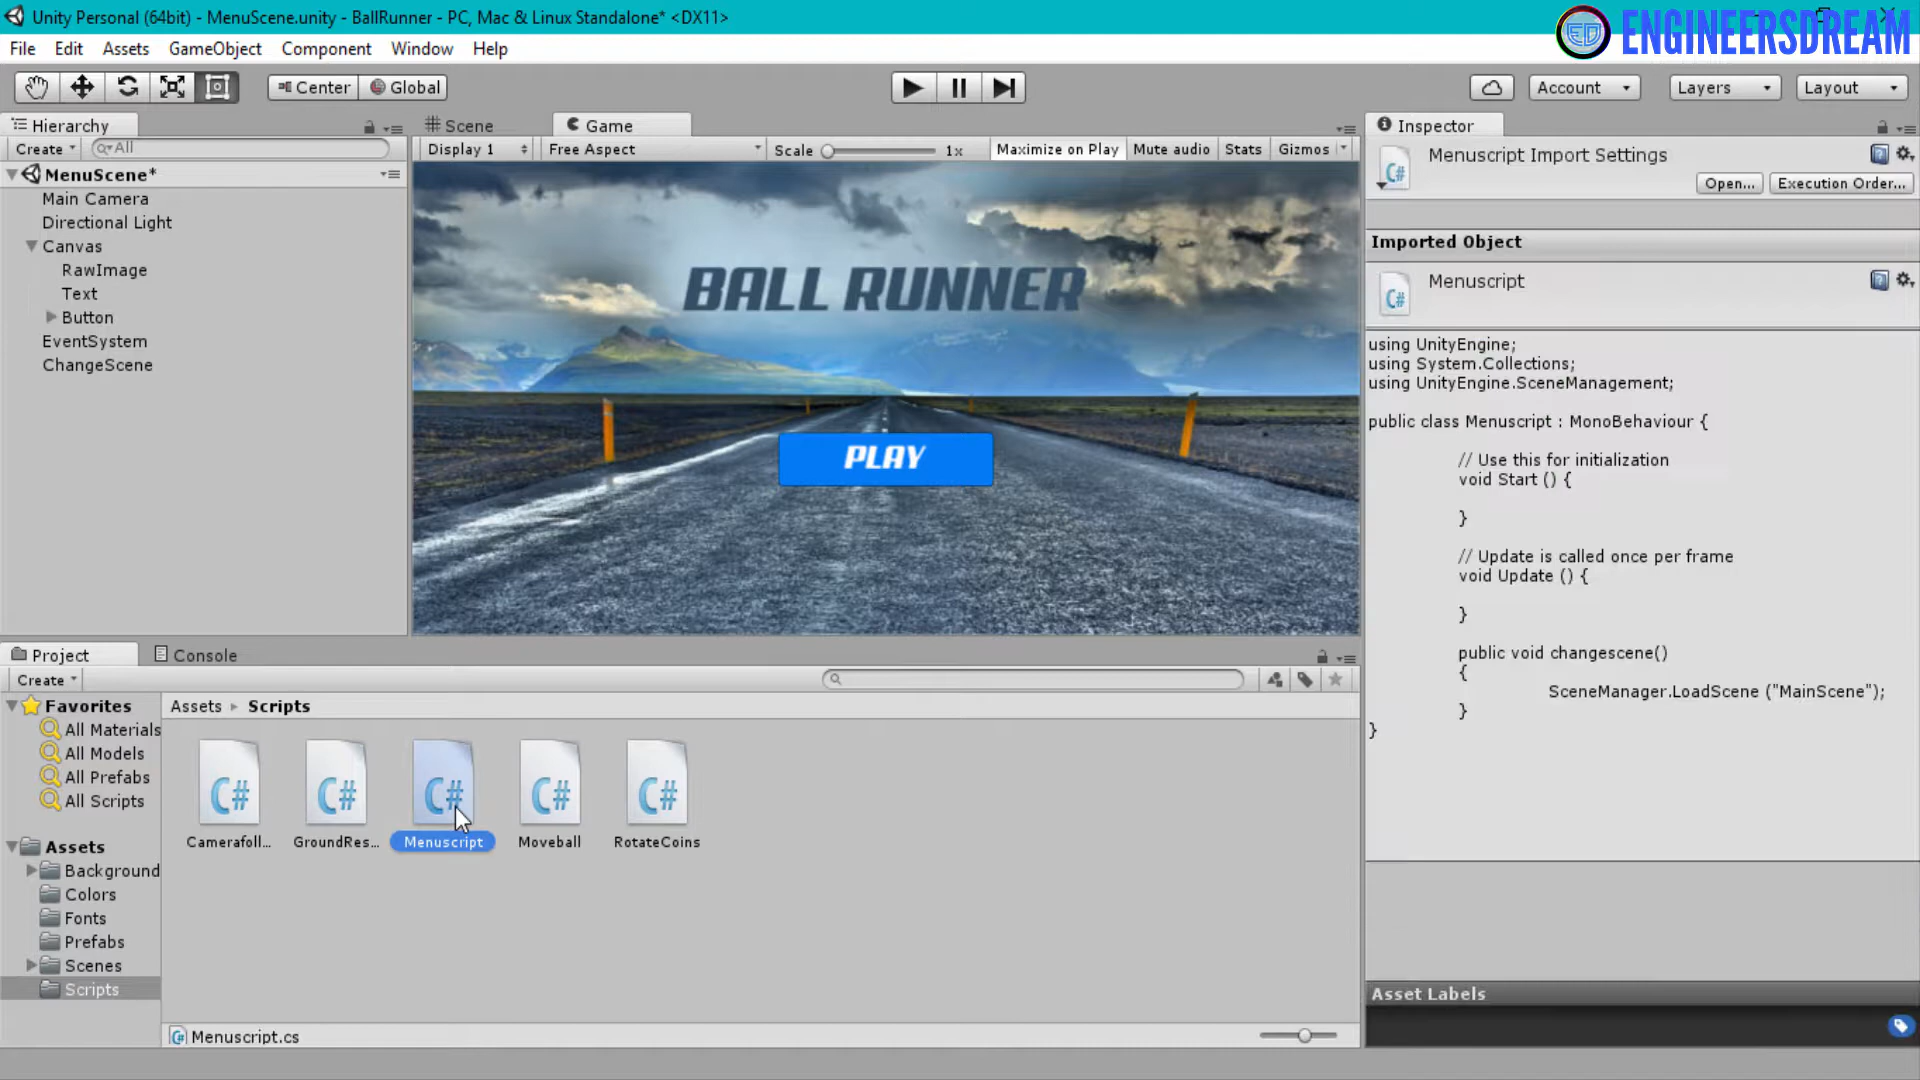 Unity Personal (64bit) - MenuScene.unity - BallRunner - PC, Mac & Linux Standalone* <DX11>
ENGINEERSDREAM
ED
File Edit Assets GameObject Component Window Help
Center Global
Account Layers Layout
Hierarchy
Create All
MenuScene*
Main Camera
Directional Light
Canvas
RawImage
Text
Button
EventSystem
ChangeScene
Scene Game
Display 1 Free Aspect Scale 1x Maximize on Play Mute audio Stats Gizmos
BALL RUNNER
PLAY
Inspector
Menuscript Import Settings
Open... Execution Order...
Imported Object
Menuscript
using UnityEngine;
using System.Collections;
using UnityEngine.SceneManagement;
public class Menuscript : MonoBehaviour {
// Use this for initialization
void Start () {
}
// Update is called once per frame
void Update () {
}
public void changescene()
{
SceneManager.LoadScene ("MainScene");
}
}
Asset Labels
Project Console
Create
Favorites
All Materials
All Models
All Prefabs
All Scripts
Assets
Background
Colors
Fonts
Prefabs
Scenes
Scripts
Assets Scripts
C# C# C# C# C#
Camerafoll... GroundRes... Menuscript Moveball RotateCoins
Menuscript.cs